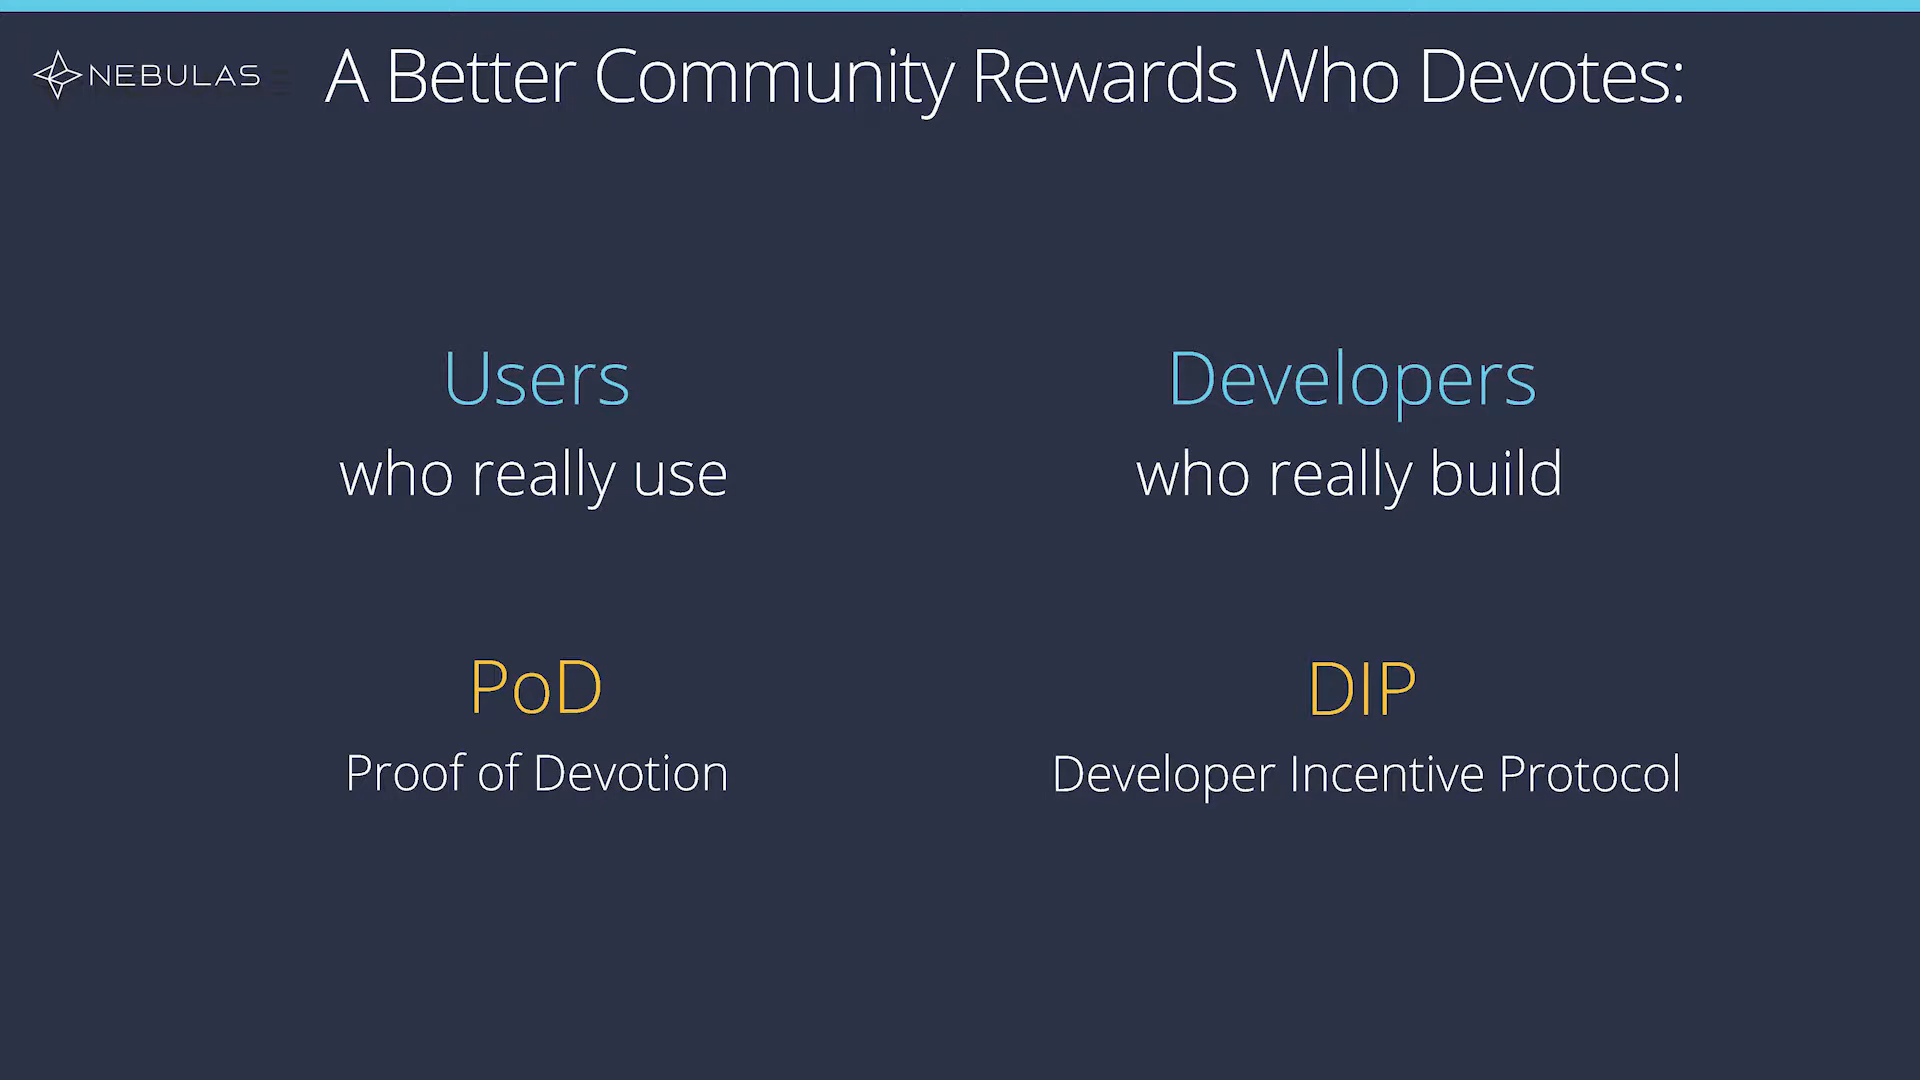 NEBULAS
A Better Community Rewards Who Devotes:
Users
who really use
Developers
who really build
PoD
Proof of Devotion
DIP
Developer Incentive Protocol